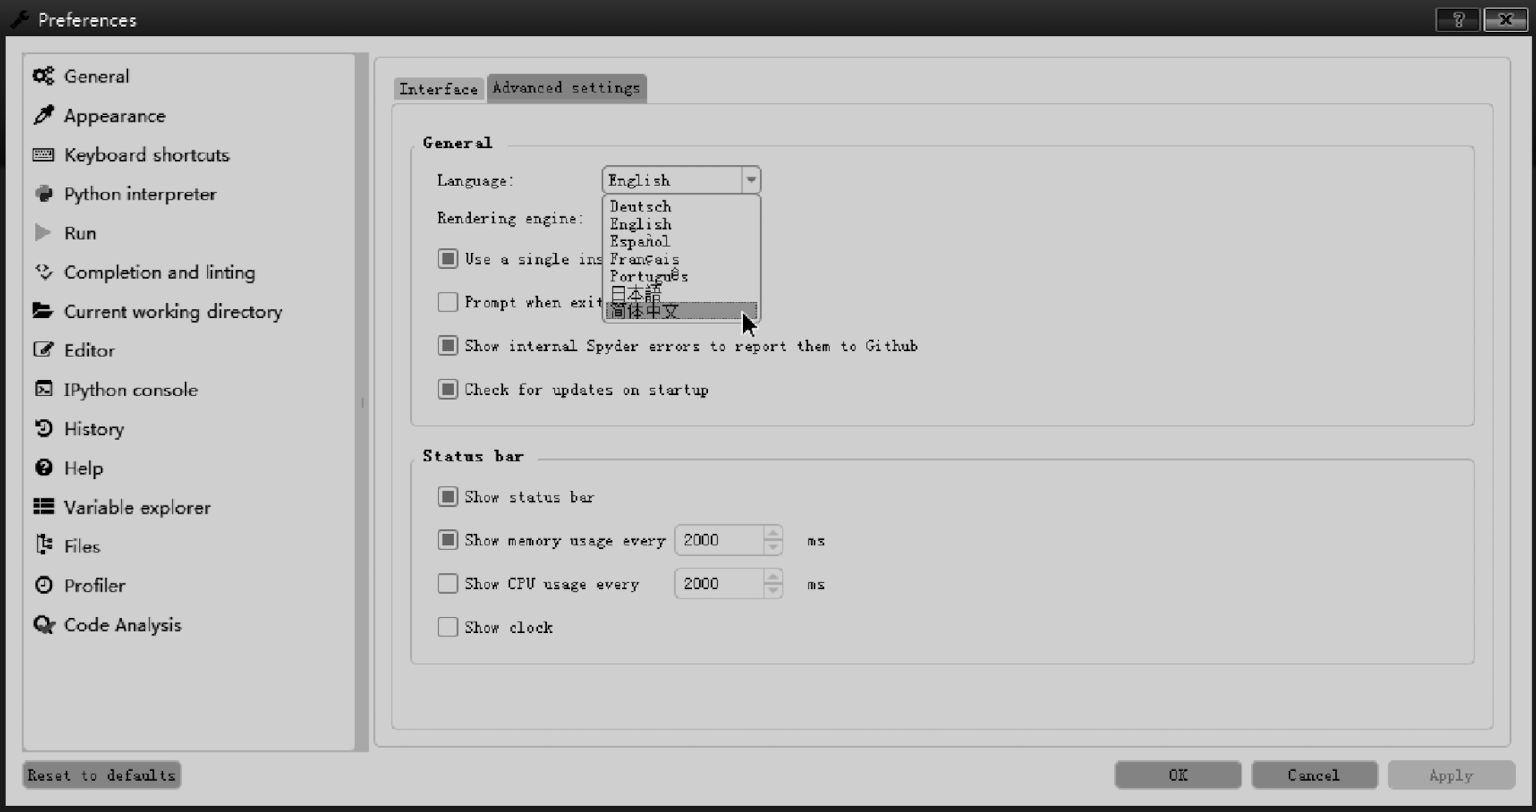 Preferences
General
Appearance
Keyboard shortcuts
Python interpreter
Run
Completion and linting
Current working directory
Editor
IPython console
History
Help
Variable explorer
Files
Profiler
Code Analysis
Interface
Advanced settings
General
Language: English
Deutsch
English
Español
Français
Português
日本語
简体中文
Rendering engine:
Use a single ins
Prompt when exit
Show internal Spyder errors to report them to Github
Check for updates on startup
Status bar
Show status bar
Show memory usage every 2000 ms
Show CPU usage every 2000 ms
Show clock
Reset to defaults
OK
Cancel
Apply